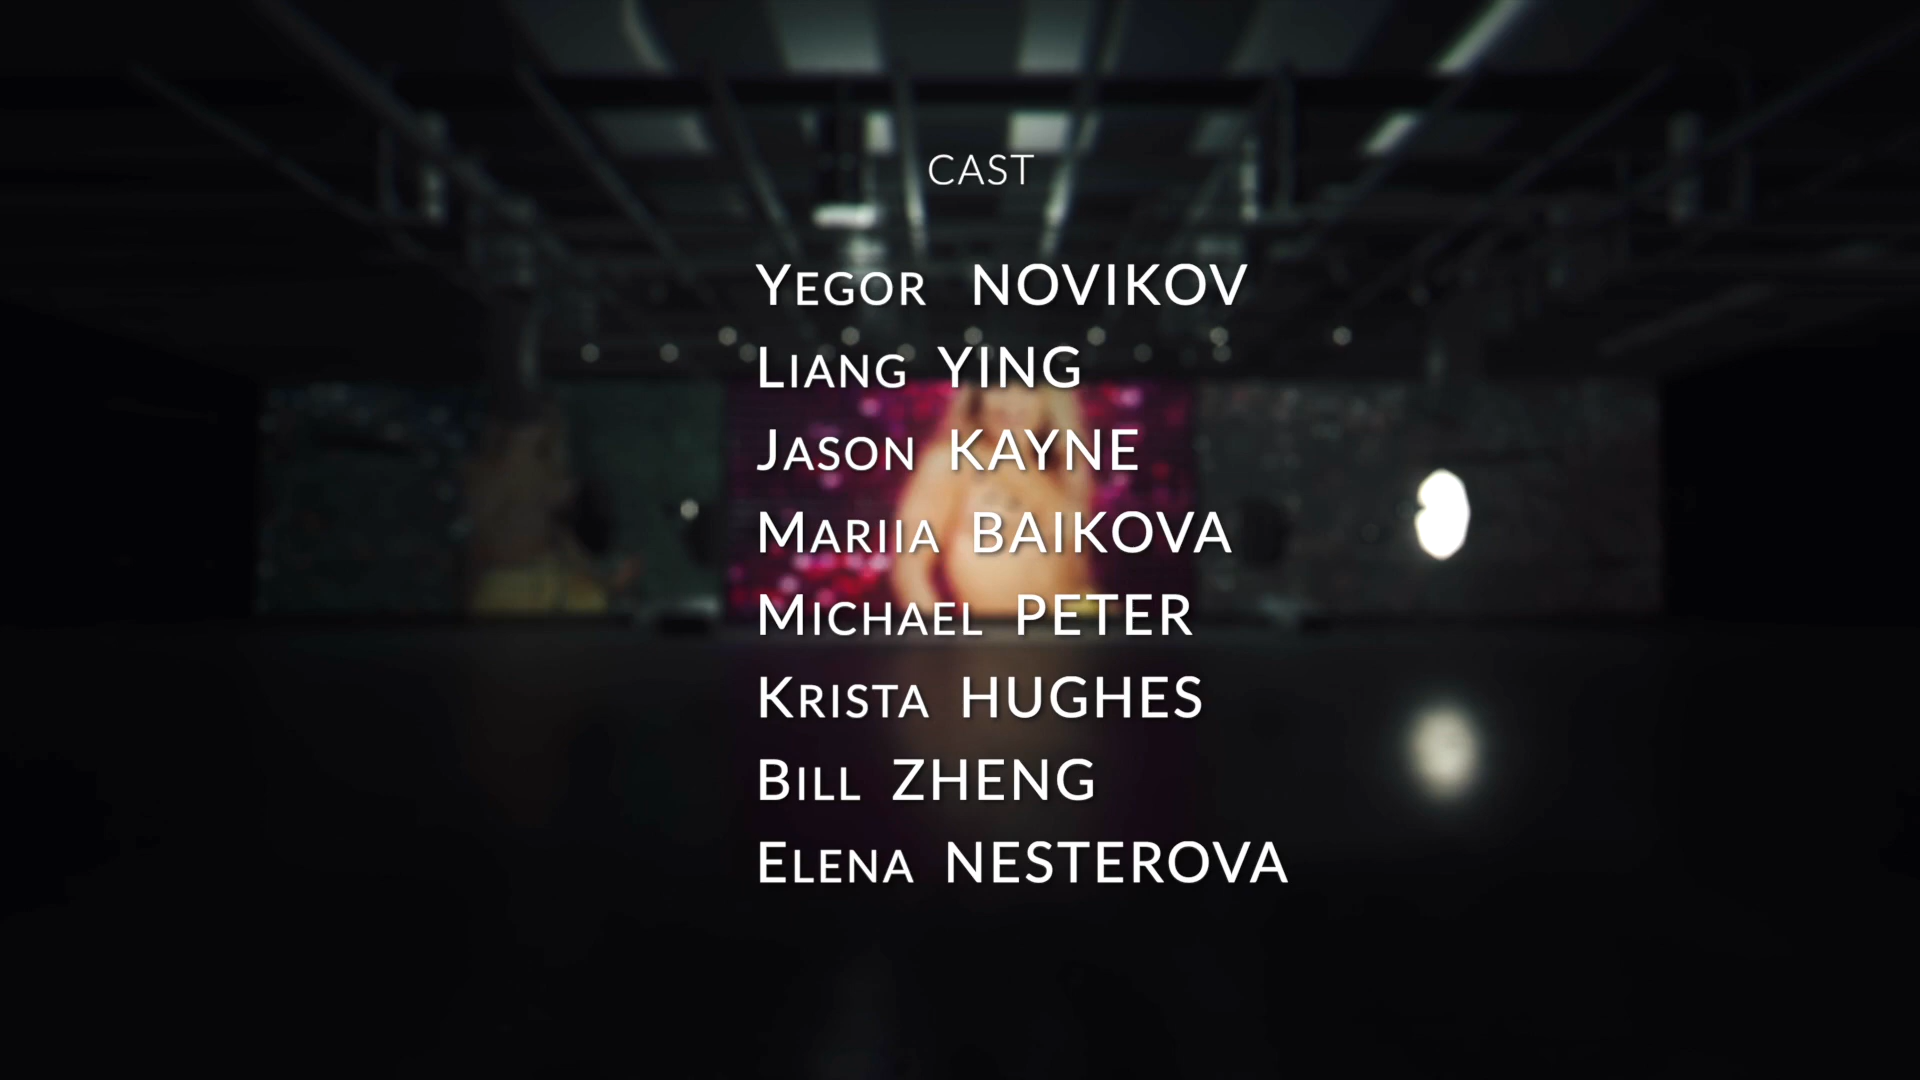 CAST
Yegor NOVIKOV
Liang YING
Jason KAYNE
Mariia BAIKOVA
Michael PETER
Krista HUGHES
Bill ZHENG
Elena NESTEROVA